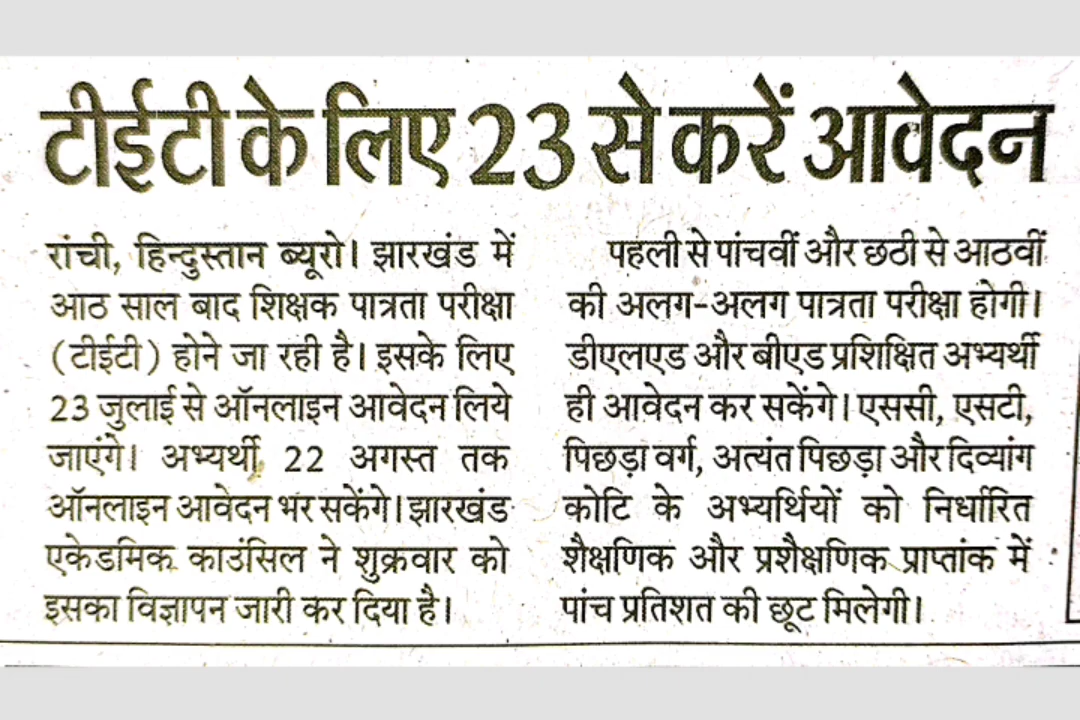 टीईटी के लिए 23 से करें आवेदन
रांची, हिन्दुस्तान ब्यूरो। झारखंड में
आठ साल बाद शिक्षक पात्रता परीक्षा
(टीईटी) होने जा रही है। इसके लिए
23 जुलाई से ऑनलाइन आवेदन लिये
जाएंगे। अभ्यर्थी, 22 अगस्त तक
ऑनलाइन आवेदन भर सकेंगे। झारखंड
एकेडमिक काउंसिल ने शुक्रवार को
इसका विज्ञापन जारी कर दिया है।
पहली से पांचवीं और छठी से आठवीं
की अलग-अलग पात्रता परीक्षा होगी।
डीएलएड और बीएड प्रशिक्षित अभ्यर्थी
ही आवेदन कर सकेंगे। एससी, एसटी,
पिछड़ा वर्ग, अत्यंत पिछड़ा और दिव्यांग
कोटि के अभ्यर्थियों को निर्धारित
शैक्षणिक और प्रशैक्षणिक प्राप्तांक में
पांच प्रतिशत की छूट मिलेगी।